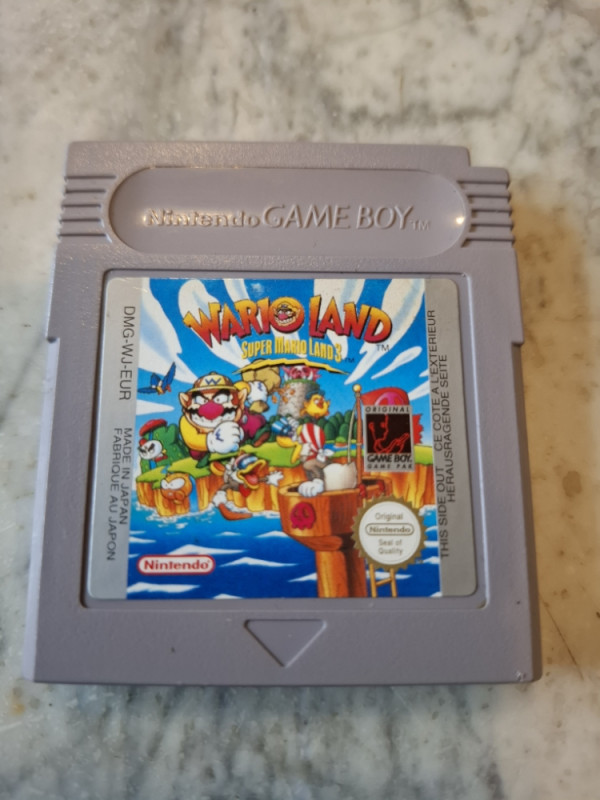 Nintendo GAME BOY TM
WARIO LAND TM
SUPER MARIO LAND 3 TM
DMG-WJ-EUR
MADE IN JAPAN
FABRIQUE AU JAPON
ORIGINAL
GAME BOY
GAME PAK
THIS SIDE OUT CE COTE A L'EXTERIEUR
HERAUSRAGENDE SEITE
Original
Nintendo
Seal of
Quality
Nintendo